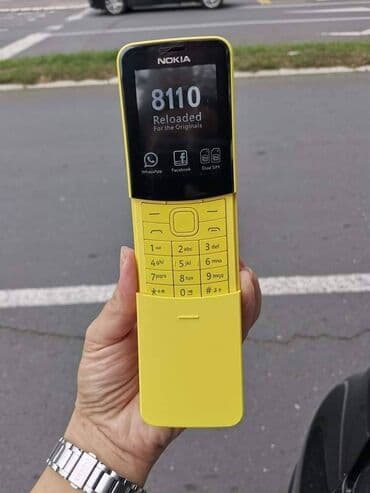 NOKIA
8110
Reloaded
For the Originals
WhatsApp
Facebook
Dual SIM
1
2 abc
3 def
4 ghi
5 jkl
6 mno
7 pqrs
8 tuv
9 wxyz
* +
0
#